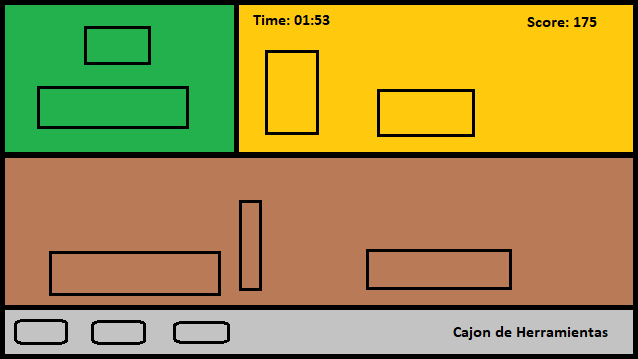 Time: 01:53
Score: 175
Cajon de Herramientas